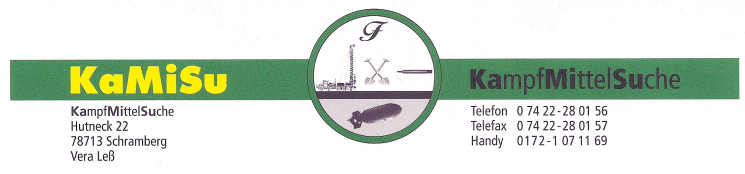 KaMiSu
F
KampfMittelSuche
KampfMittelSuche
Hutneck 22
78713 Schramberg
Vera Leß
Telefon 0 74 22-28 01 56
Telefax 0 74 22-28 01 57
Handy 0172-1 07 11 69